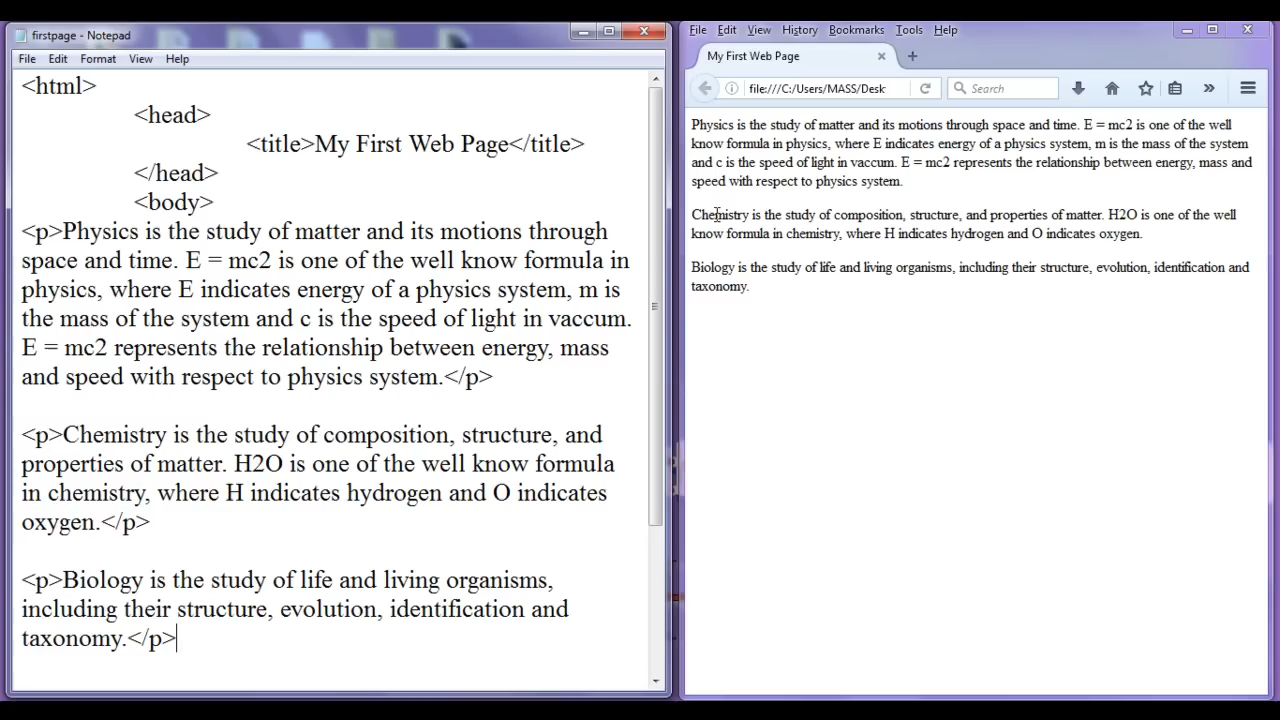 firstpage - Notepad
File Edit Format View Help
<html>
<head>
<title>My First Web Page</title>
</head>
<body>
<p>Physics is the study of matter and its motions through
space and time. E = mc2 is one of the well know formula in
physics, where E indicates energy of a physics system, m is
the mass of the system and c is the speed of light in vaccum.
E = mc2 represents the relationship between energy, mass
and speed with respect to physics system.</p>
<p>Chemistry is the study of composition, structure, and
properties of matter. H2O is one of the well know formula
in chemistry, where H indicates hydrogen and O indicates
oxygen.</p>
<p>Biology is the study of life and living organisms,
including their structure, evolution, identification and
taxonomy.</p>
File Edit View History Bookmarks Tools Help
My First Web Page
file:///C:/Users/MASS/Desk
Search
Physics is the study of matter and its motions through space and time. E = mc2 is one of the well
know formula in physics, where E indicates energy of a physics system, m is the mass of the system
and c is the speed of light in vaccum. E = mc2 represents the relationship between energy, mass and
speed with respect to physics system.
Chemistry is the study of composition, structure, and properties of matter. H2O is one of the well
know formula in chemistry, where H indicates hydrogen and O indicates oxygen.
Biology is the study of life and living organisms, including their structure, evolution, identification and
taxonomy.